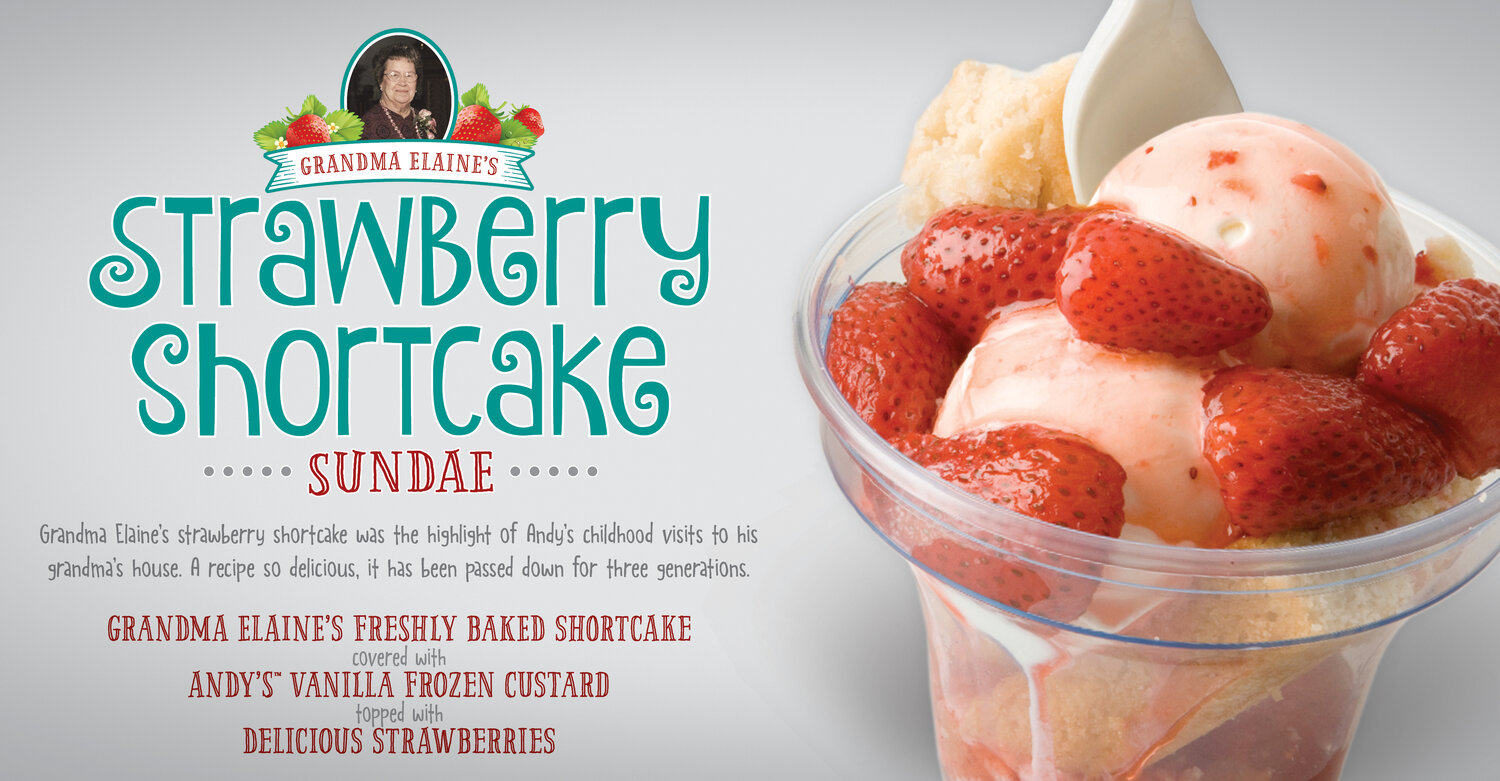 GRANDMA ELAINE'S
STRAWBERRY
SHORTCAKE
SUNDAE
Grandma Elaine's strawberry shortcake was the highlight of Andy's childhood visits to his
grandma's house. A recipe so delicious, it has been passed down for three generations.
GRANDMA ELAINE'S FRESHLY BAKED SHORTCAKE
covered with
ANDY'S™ VANILLA FROZEN CUSTARD
topped with
DELICIOUS STRAWBERRIES